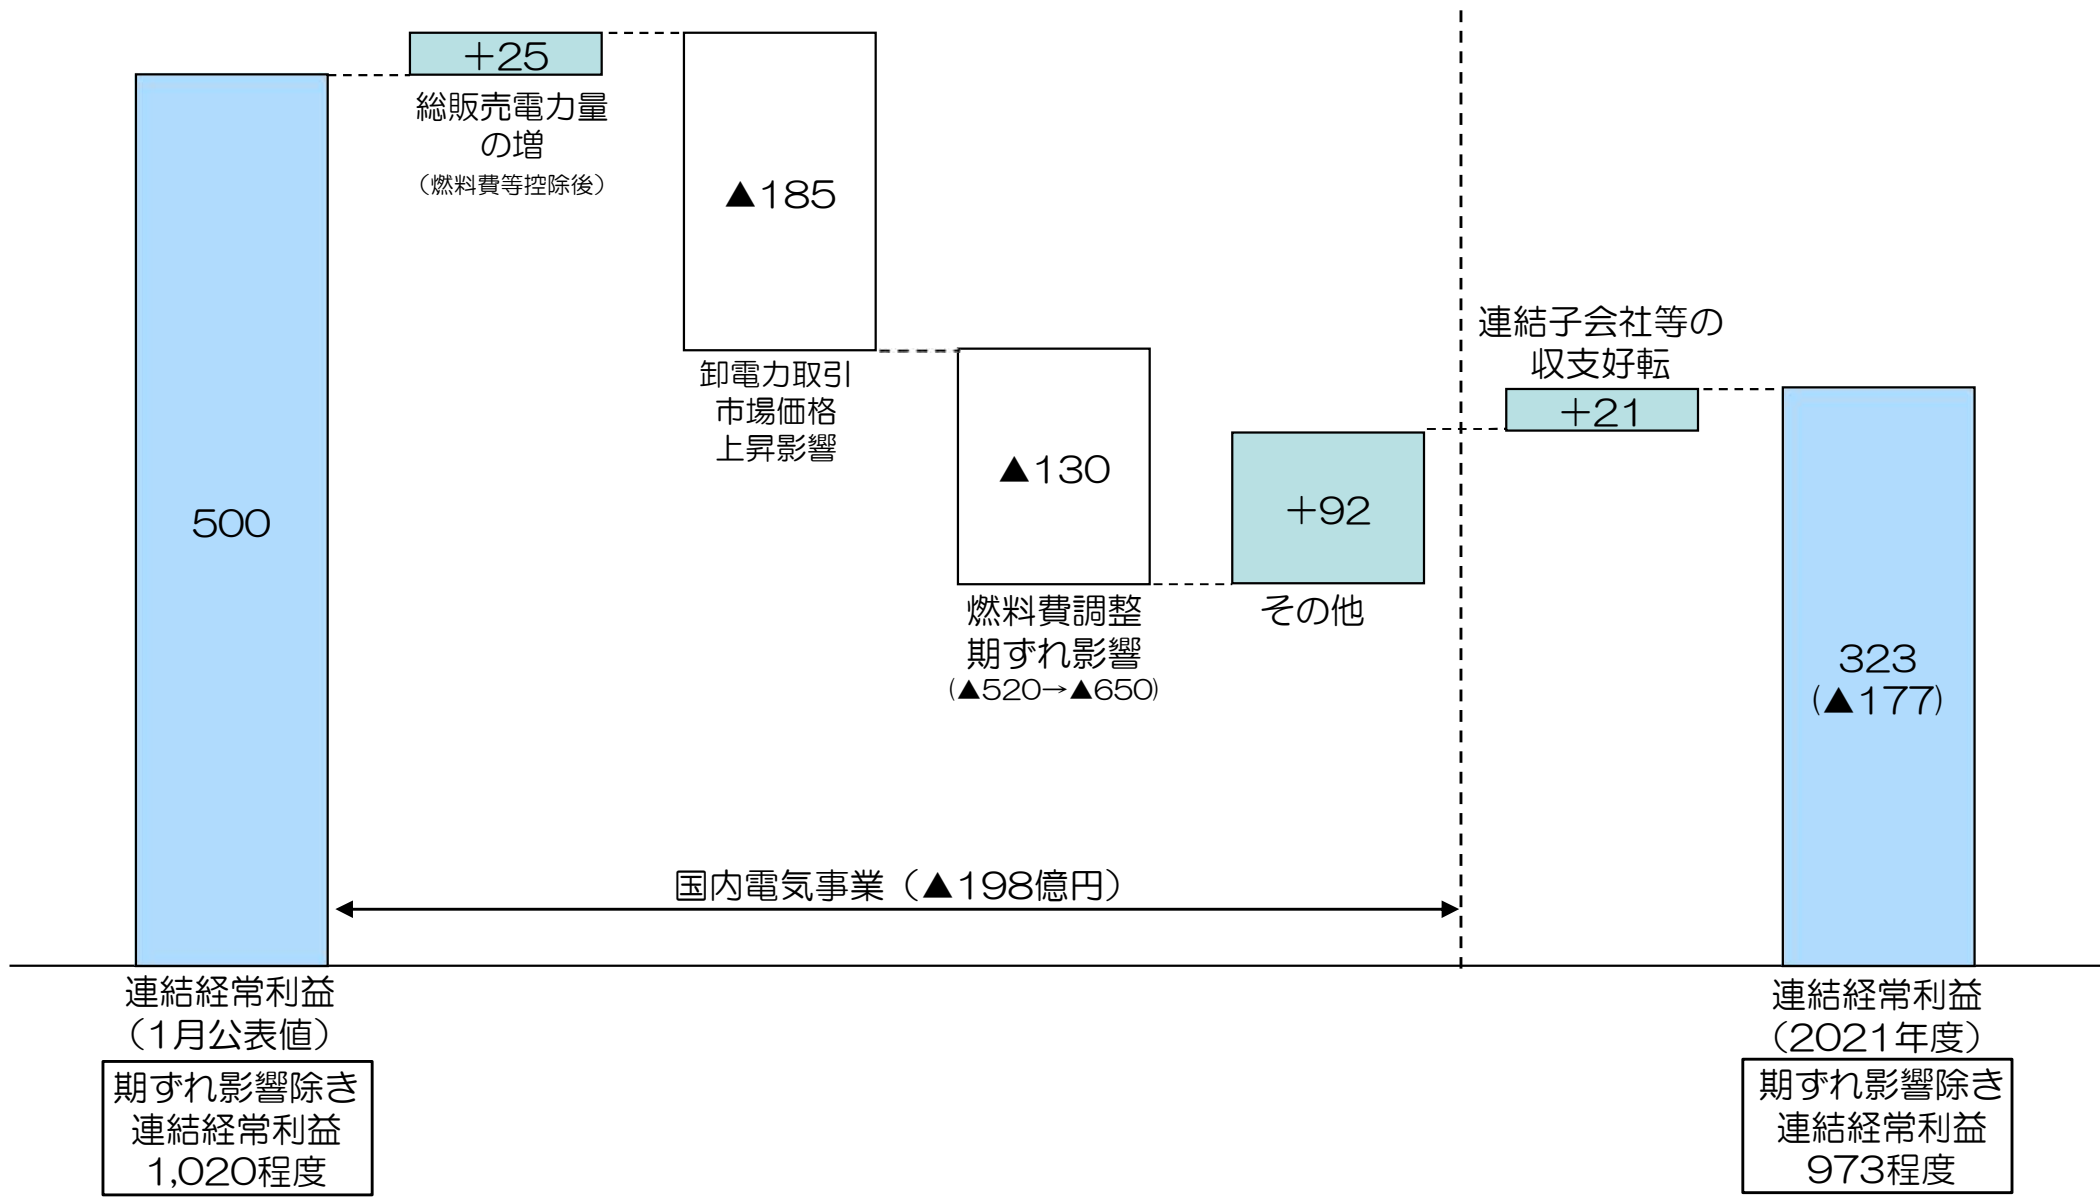 +25
総販売電力量
の増
（燃料費等控除後）
▲185
卸電力取引
市場価格
上昇影響
▲130
燃料費調整
期ずれ影響
(▲520→▲650)
+92
その他
連結子会社等の
収支好転
+21
500
323
(▲177)
国内電気事業（▲198億円）
連結経常利益
（1月公表値）
期ずれ影響除き
連結経常利益
1,020程度
連結経常利益
（2021年度）
期ずれ影響除き
連結経常利益
973程度